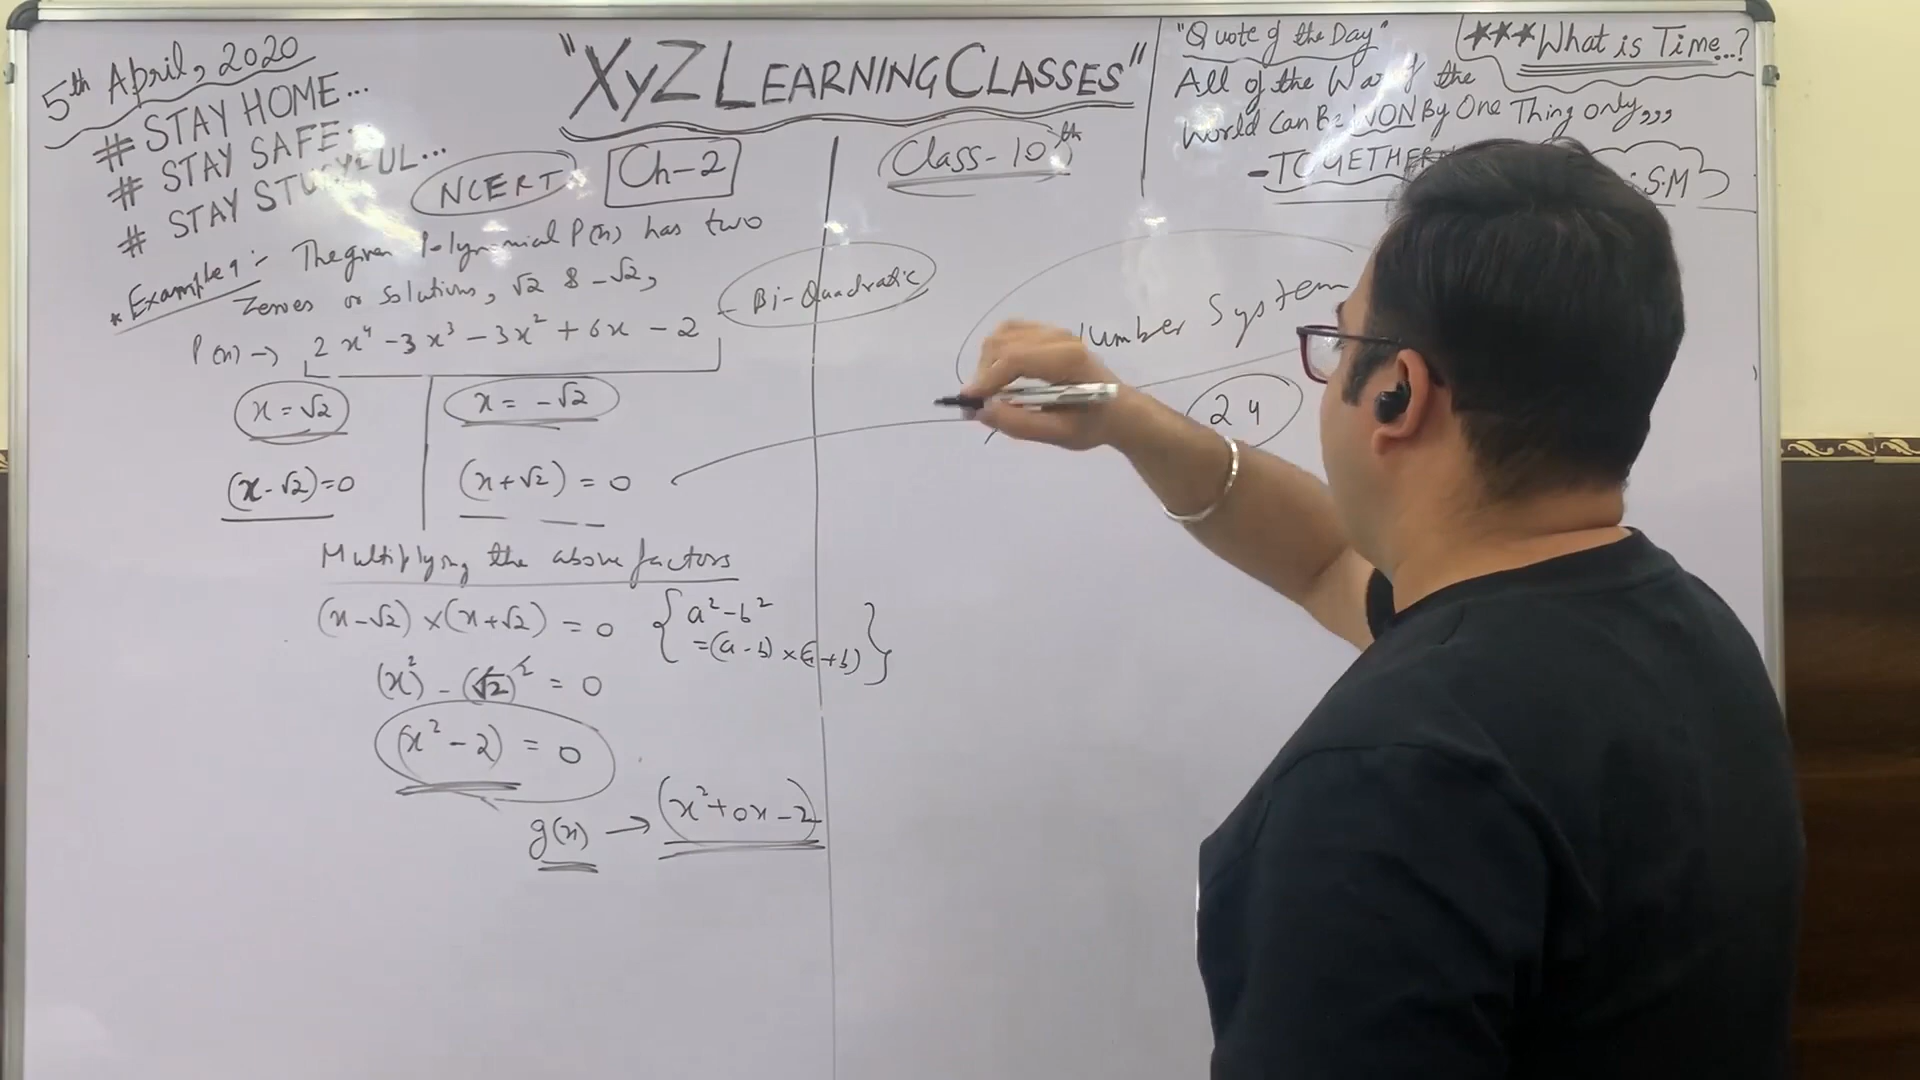 5th April, 2020
# STAY HOME...
# STAY SAFE
# STAY STUDYFUL...
"XyZ LEARNING CLASSES"
"Quote of the Day"
All of the War of the
World Can Be WON By One Thing only,,,
- TOGETHER
S.M
***What is Time...?
NCERT
Ch-2
Class-10th
* Example 9:- The given Polynomial P(x) has two
Zeroes or Solutions, √2 & -√2,
P(x) → 2x⁴ - 3x³ - 3x² + 6x - 2
- Bi-Quadratic
x = √2
x = -√2
(x-√2)=0
(x+√2) = 0
Multiplying the above factors
(x-√2) × (x+√2) = 0 { a² - b²
= (a-b) × (a+b) }
(x)² - (√2)² = 0
(x² - 2) = 0
g(x) → (x² + 0x - 2)
Number System
24